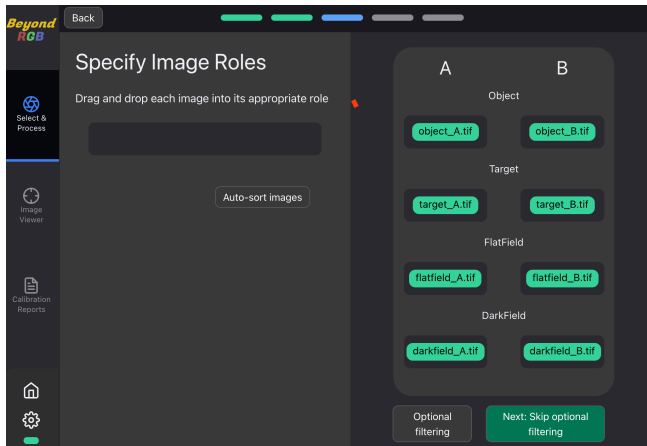 Beyond
RGB
Back
Select &
Process
Image
Viewer
Calibration
Reports
Specify Image Roles
Drag and drop each image into its appropriate role
Auto-sort images
A B
Object
object_A.tif object_B.tif
Target
target_A.tif target_B.tif
FlatField
flatfield_A.tif flatfield_B.tif
DarkField
darkfield_A.tif darkfield_B.tif
Optional
filtering
Next: Skip optional
filtering